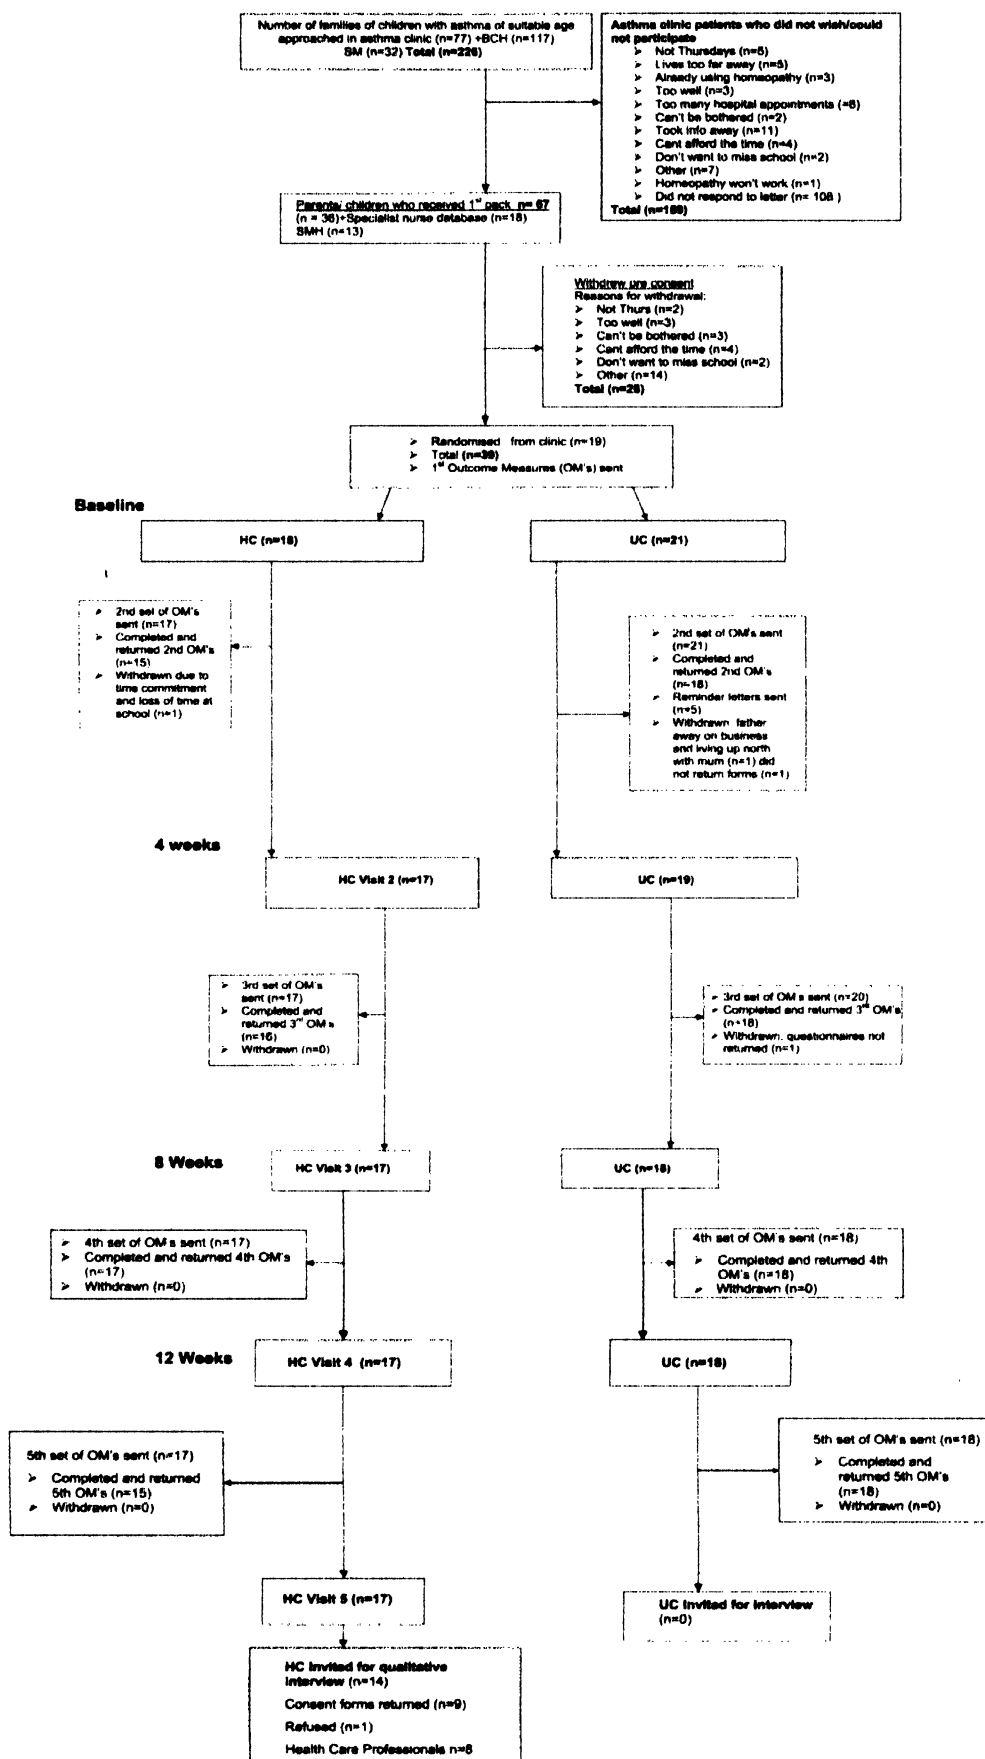 Number of families of children with asthma of suitable age
approached in asthma clinic (n=77) +BCH (n=117)
SM (n=32) Total (n=226)
Asthma clinic patients who did not wish/could
not participate
➢ Not Thursdays (n=6)
➢ Lives too far away (n=5)
➢ Already using homeopathy (n=3)
➢ Too well (n=3)
➢ Too many hospital appointments (=6)
➢ Can't be bothered (n=2)
➢ Took info away (n=11)
➢ Cant afford the time (n=4)
➢ Don't want to miss school (n=2)
➢ Other (n=7)
➢ Homeopathy won't work (n=1)
➢ Did not respond to letter (n= 108 )
Total (n=159)
Parents/ children who received 1st pack n= 67
(n = 36)+Specialist nurse database (n=18)
SMH (n=13)
Withdrew pre consent
Reasons for withdrawal:
➢ Not Thurs (n=2)
➢ Too well (n=3)
➢ Can't be bothered (n=3)
➢ Cant afford the time (n=4)
➢ Don't want to miss school (n=2)
➢ Other (n=14)
Total (n=28)
➢ Randomised from clinic (n=19)
➢ Total (n=39)
➢ 1st Outcome Measures (OM's) sent
Baseline
HC (n=18)
UC (n=21)
➢ 2nd set of OM's
sent (n=17)
➢ Completed and
returned 2nd OM's
(n=15)
➢ Withdrawn due to
time commitment
and loss of time at
school (n=1)
➢ 2nd set of OM's sent
(n=21)
➢ Completed and
returned 2nd OM's
(n=18)
➢ Reminder letters sent
(n=5)
➢ Withdrawn father
away on business
and living up north
with mum (n=1) did
not return forms (n=1)
4 weeks
HC Visit 2 (n=17)
UC (n=19)
➢ 3rd set of OM's
sent (n=17)
➢ Completed and
returned 3rd OM's
(n=16)
➢ Withdrawn (n=0)
➢ 3rd set of OM's sent (n=20)
➢ Completed and returned 3rd OM's
(n=18)
➢ Withdrawn, questionnaires not
returned (n=1)
8 Weeks
HC Visit 3 (n=17)
UC (n=18)
➢ 4th set of OM's sent (n=17)
➢ Completed and returned 4th OM's
(n=17)
➢ Withdrawn (n=0)
4th set of OM's sent (n=18)
➢ Completed and returned 4th
OM's (n=18)
➢ Withdrawn (n=0)
12 Weeks
HC Visit 4 (n=17)
UC (n=18)
5th set of OM's sent (n=17)
➢ Completed and returned
5th OM's (n=15)
➢ Withdrawn (n=0)
5th set of OM's sent (n=18)
➢ Completed and
returned 5th OM's
(n=18)
➢ Withdrawn (n=0)
HC Visit 5 (n=17)
UC Invited for Interview
(n=0)
HC Invited for qualitative
Interview (n=14)
Consent forms returned (n=9)
Refused (n=1)
Health Care Professionals n=8